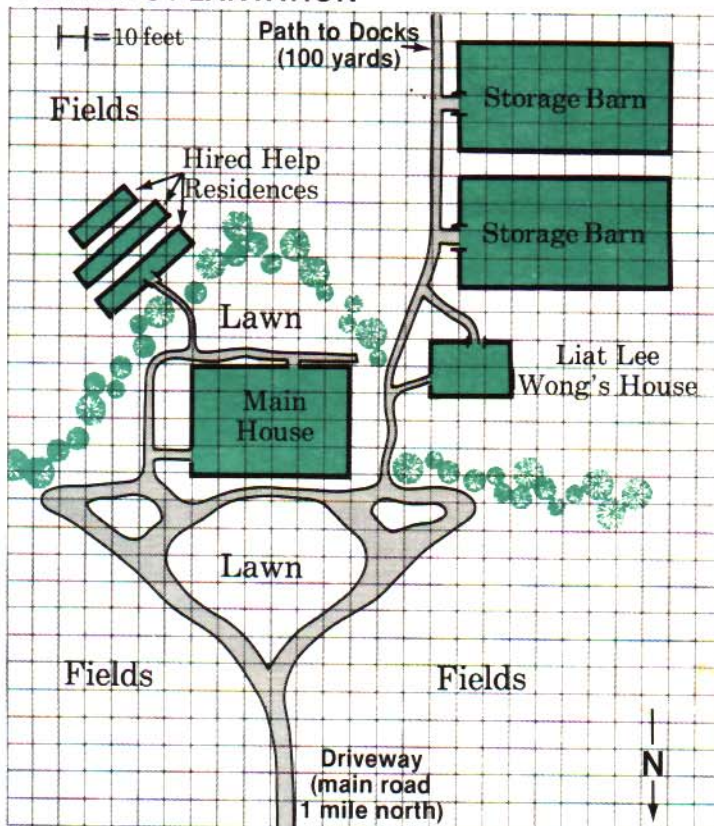 = 10 feet
Path to Docks
(100 yards)
Storage Barn
Fields
Hired Help
Residences
Storage Barn
Lawn
Liat Lee
Wong's House
Main
House
Lawn
Fields
Fields
Driveway
(main road
1 mile north)
N